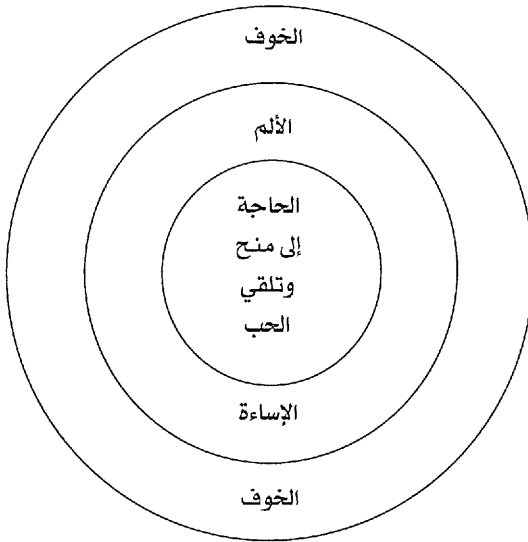 الخوف
الألم
الحاجة
إلى منح
وتلقي
الحب
الإساءة
الخوف